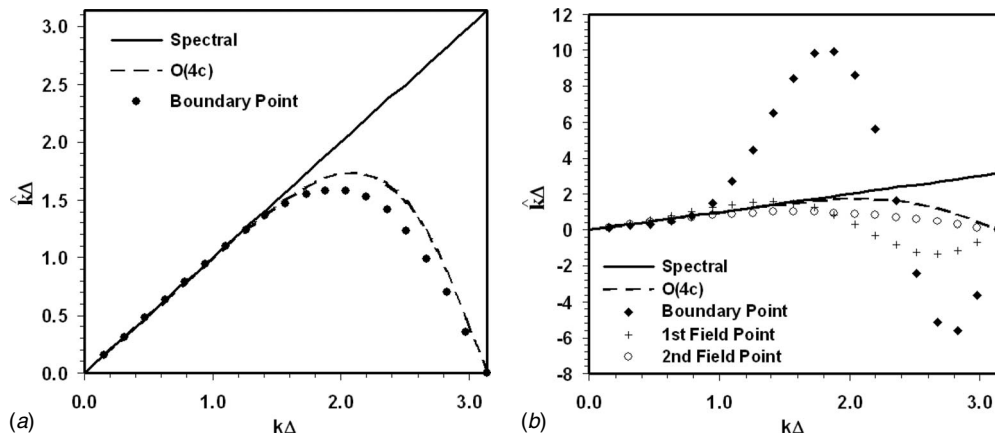 3.0
2.5
2.0
1.5
1.0
0.5
0.0
k̂Δ
Spectral
O(4c)
Boundary Point
0.0
1.0
2.0
3.0
kΔ
(a)
12
10
8
6
4
2
0
-2
-4
-6
-8
k̂Δ
Spectral
O(4c)
Boundary Point
1st Field Point
2nd Field Point
0.0
1.0
2.0
3.0
kΔ
(b)